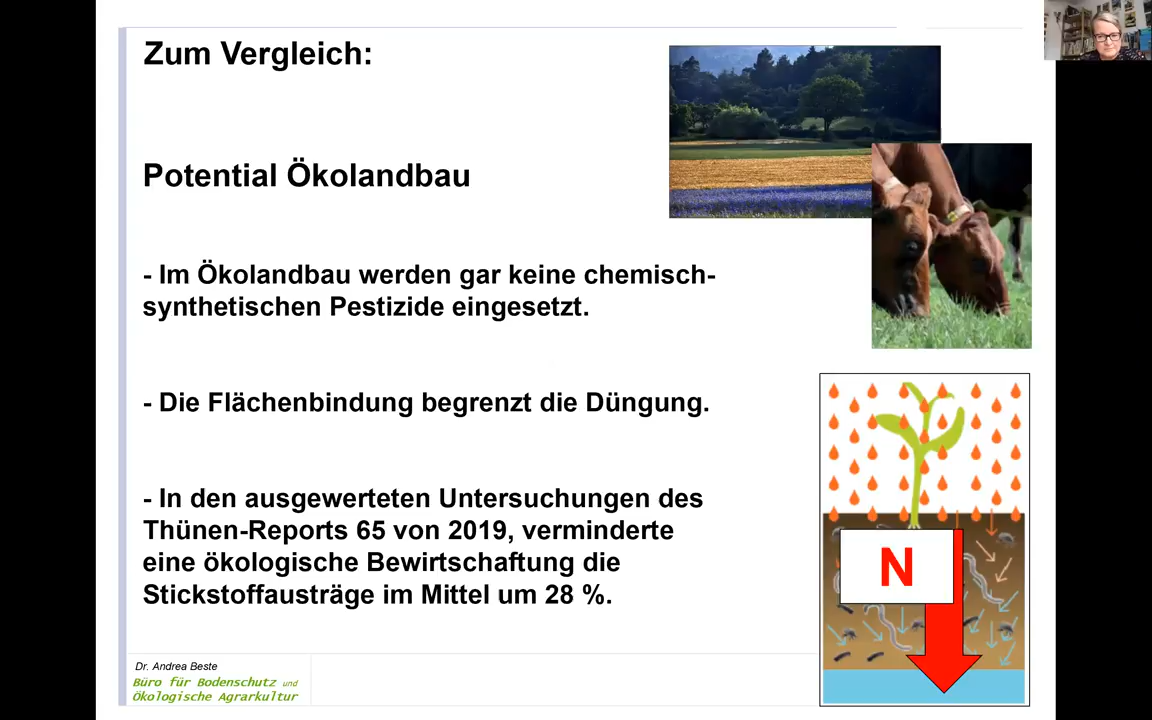 Zum Vergleich:
Potential Ökolandbau
- Im Ökolandbau werden gar keine chemisch-
synthetischen Pestizide eingesetzt.
- Die Flächenbindung begrenzt die Düngung.
- In den ausgewerteten Untersuchungen des
Thünen-Reports 65 von 2019, verminderte
eine ökologische Bewirtschaftung die
Stickstoffausträge im Mittel um 28 %.
N
Dr. Andrea Beste
Büro für Bodenschutz und
Ökologische Agrarkultur